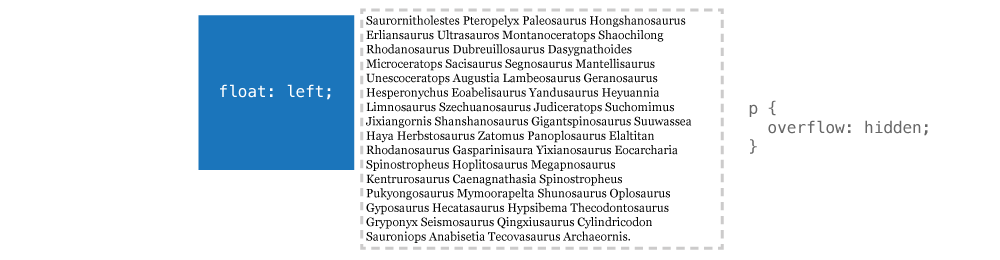 float: left;
Saurornitholestes Pteropelyx Paleosaurus Hongshanosaurus
Erliansaurus Ultrasauros Montanoceratops Shaochilong
Rhodanosaurus Dubreuillosaurus Dasygnathoides
Microceratops Sacisaurus Segnosaurus Mantellisaurus
Unescoceratops Augustia Lambeosaurus Geranosaurus
Hesperonychus Eoabelisaurus Yandusaurus Heyuannia
Limnosaurus Szechuanosaurus Judiceratops Suchomimus
Jixiangornis Shanshanosaurus Gigantspinosaurus Suuwassea
Haya Herbstosaurus Zatomus Panoplosaurus Elaltitan
Rhodanosaurus Gasparinisaura Yixianosaurus Eocarcharia
Spinostropheus Hoplitosaurus Megapnosaurus
Kentrurosaurus Caenagnathasia Spinostropheus
Pukyongosaurus Mymoorapelta Shunosaurus Oplosaurus
Gyposaurus Hecatasaurus Hypsibema Thecodontosaurus
Gryponyx Seismosaurus Qingxiusaurus Cylindricodon
Sauroniops Anabisetia Tecovasaurus Archaeornis.
p {
overflow: hidden;
}